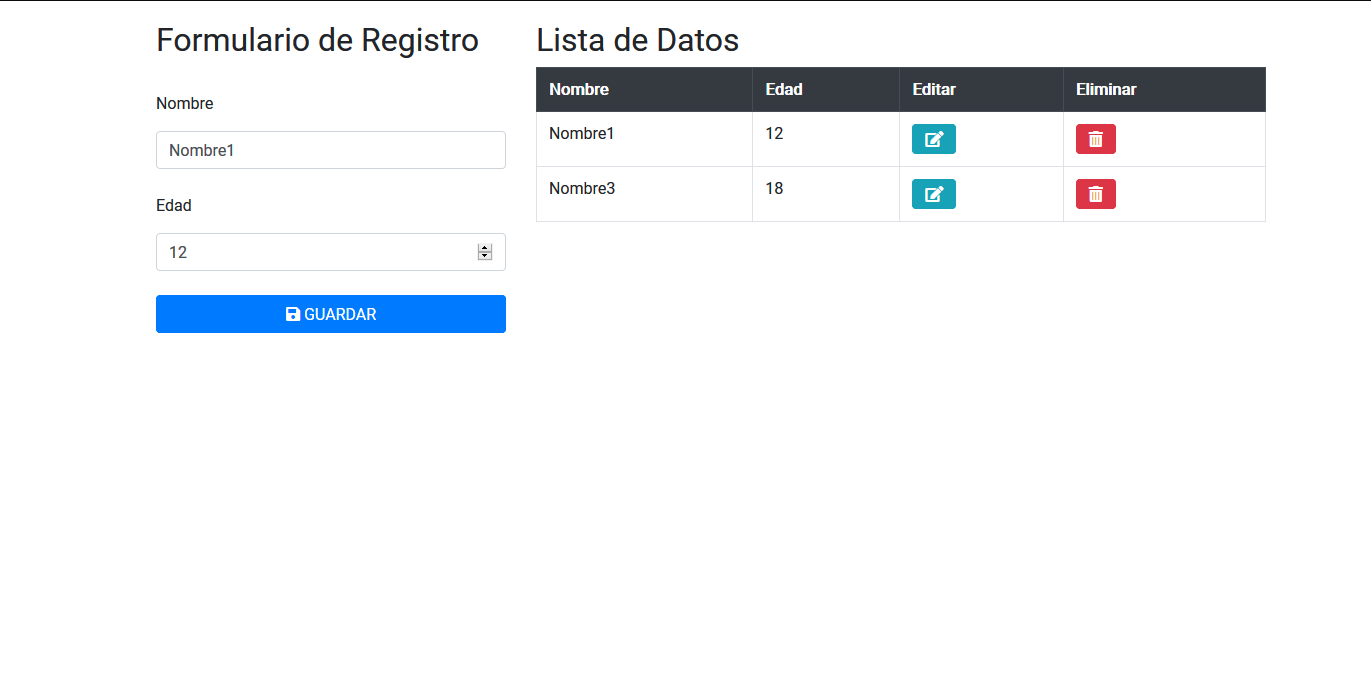 Formulario de Registro
Nombre
Nombre1
Edad
12
GUARDAR
Lista de Datos
Nombre Edad Editar Eliminar
Nombre1 12
Nombre3 18